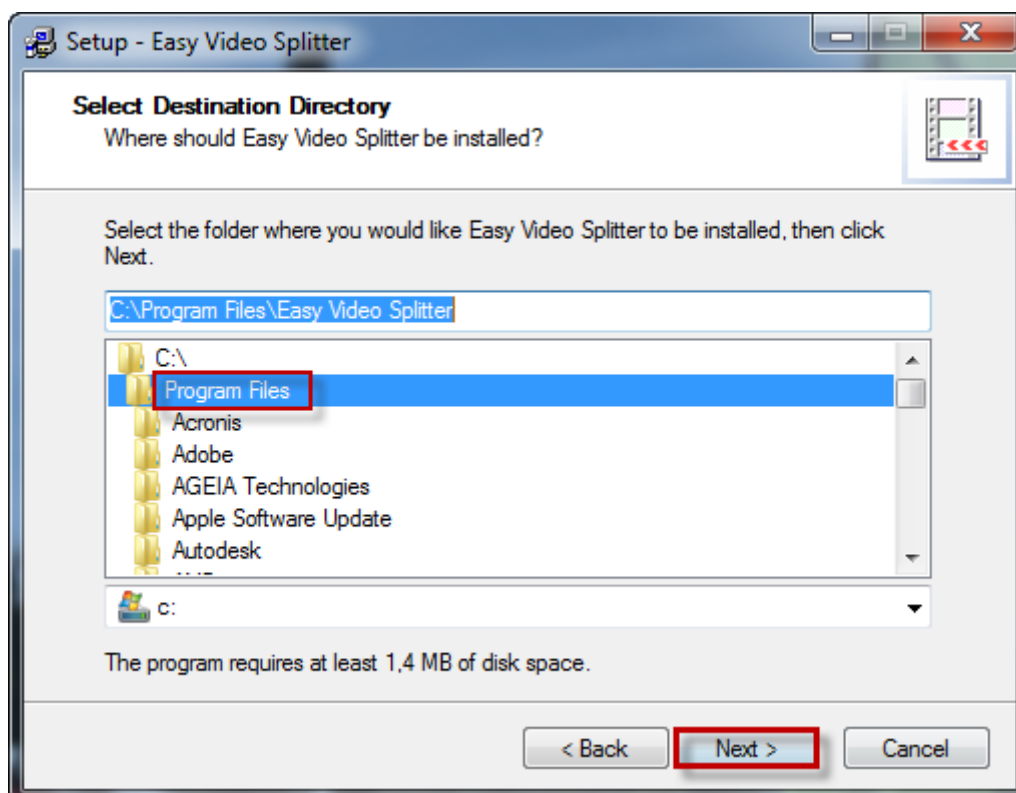 Setup - Easy Video Splitter
Select Destination Directory
Where should Easy Video Splitter be installed?
Select the folder where you would like Easy Video Splitter to be installed, then click
Next.
C:\Program Files\Easy Video Splitter
C:\
Program Files
Acronis
Adobe
AGEIA Technologies
Apple Software Update
Autodesk
c:
The program requires at least 1,4 MB of disk space.
< Back
Next >
Cancel